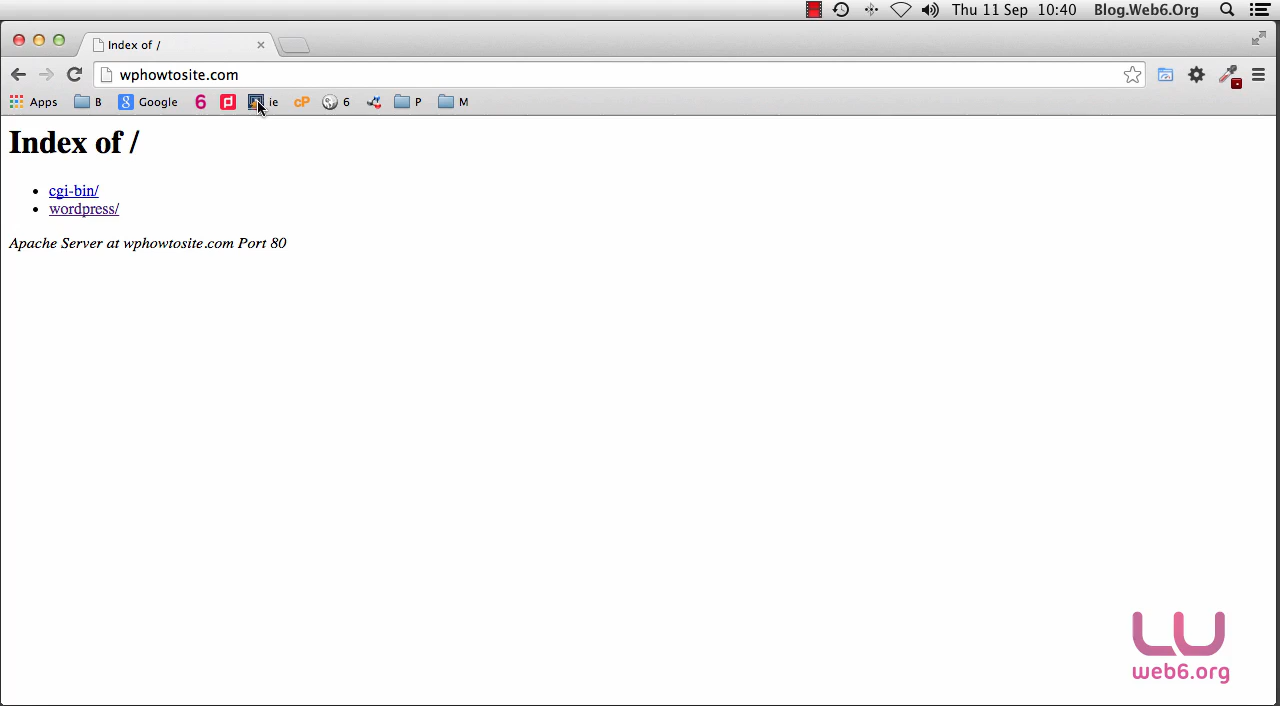 Thu 11 Sep 10:40 Blog.Web6.Org
Index of /
wphowtosite.com
Apps B Google 6 ie cP 6 P M
Index of /
cgi-bin/
wordpress/
Apache Server at wphowtosite.com Port 80
web6.org